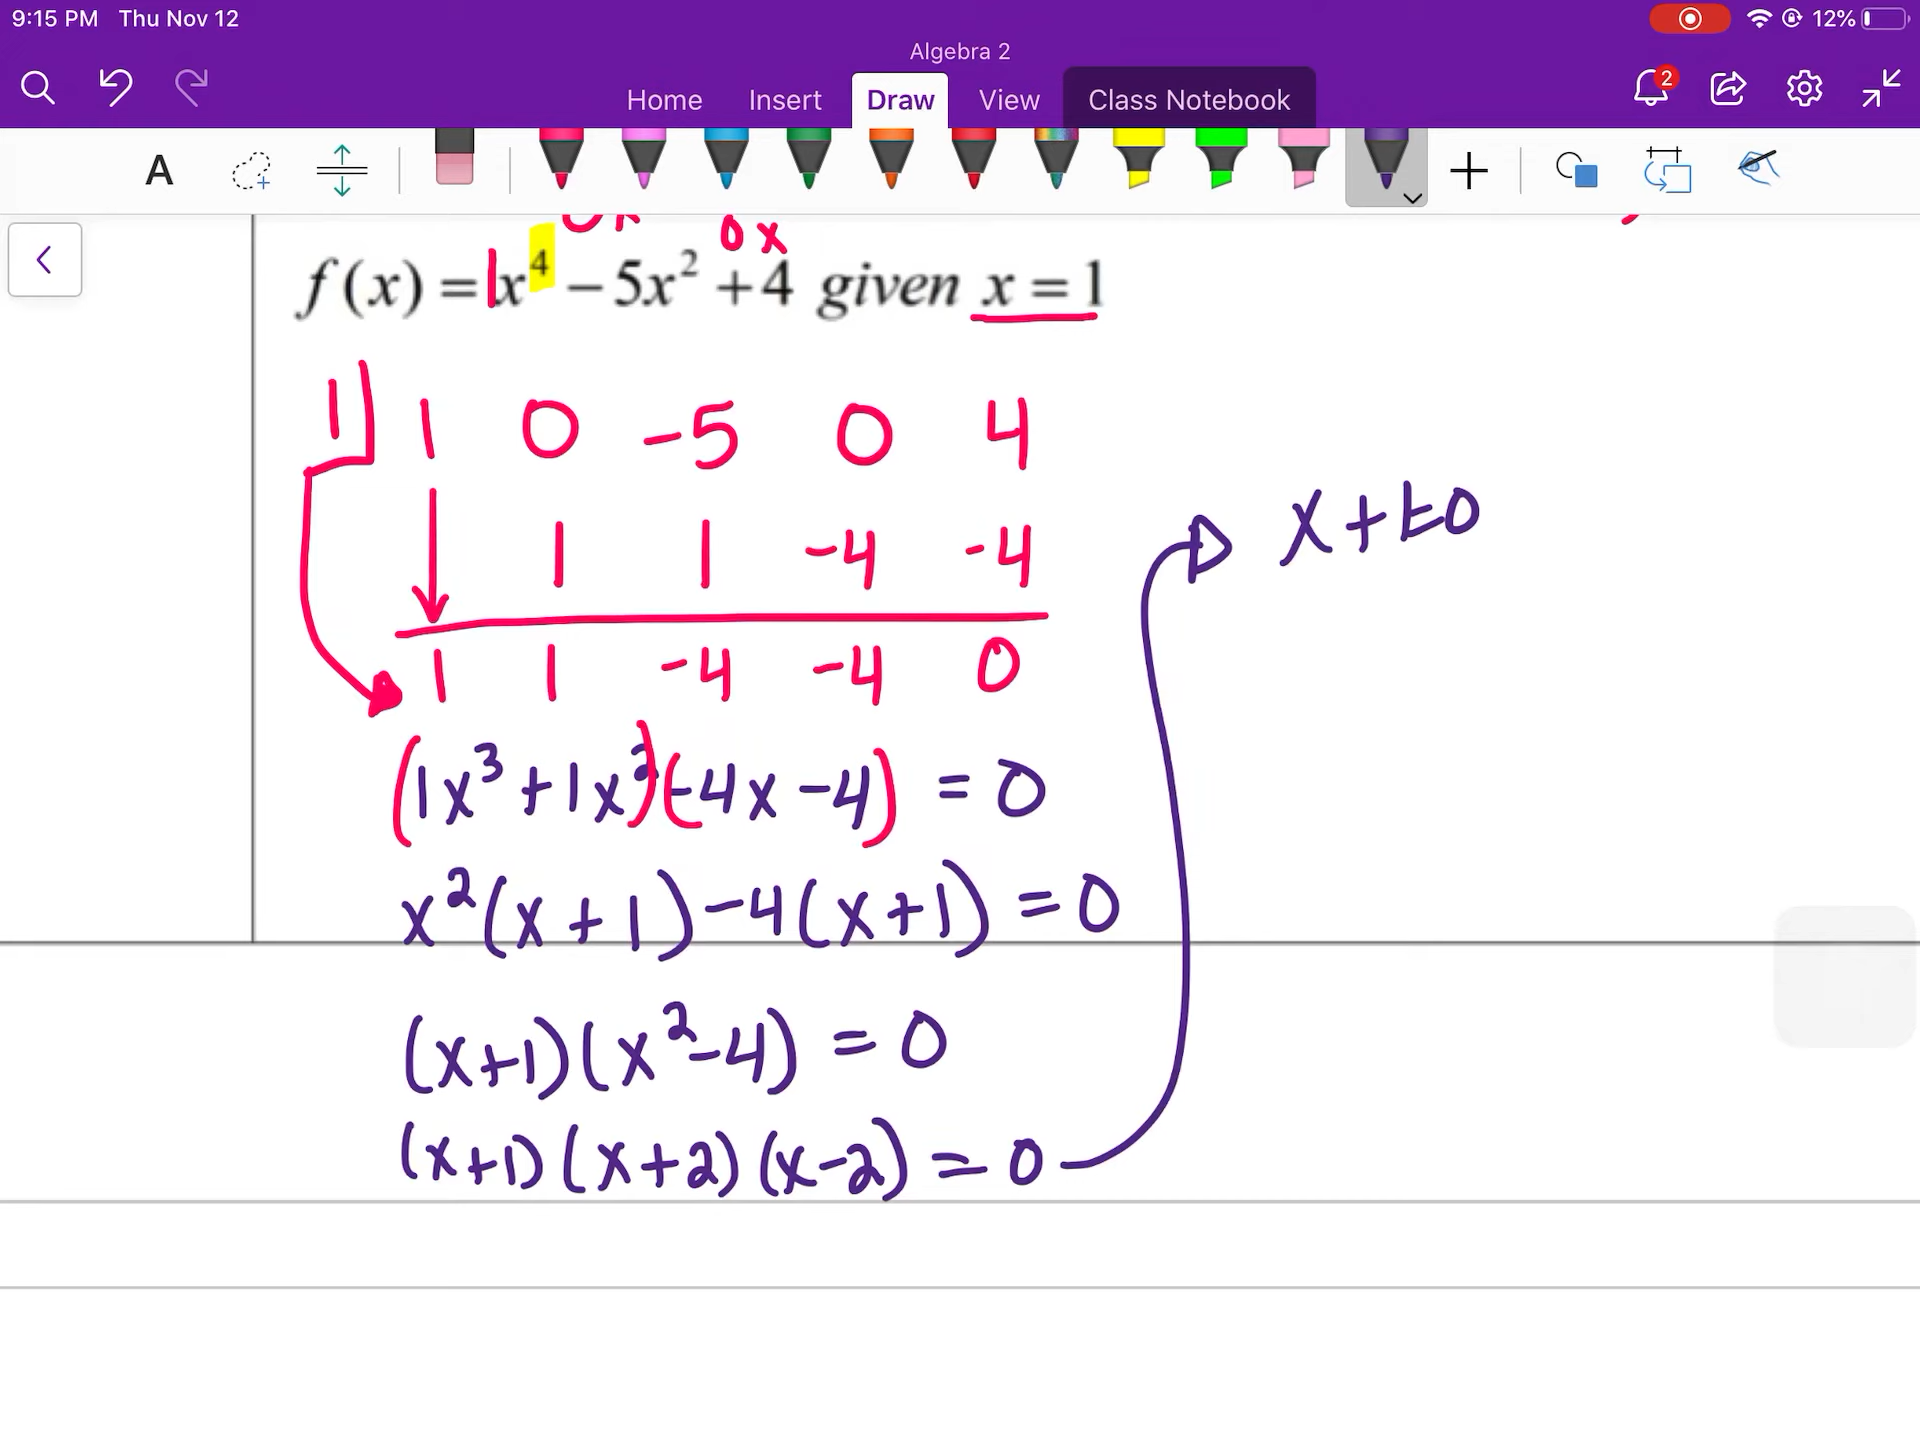 9:15 PM Thu Nov 12
12%
Algebra 2
2
Home Insert Draw View Class Notebook
A
0x
f(x) = 1x⁴ − 5x² + 4 given x = 1
1 1 0 -5 0 4
1 1 -4 -4
1 1 -4 -4 0
(1x³ + 1x²)(-4x - 4) = 0
x²(x + 1) - 4(x + 1) = 0
(x+1)(x²-4) = 0
(x+1)(x+2)(x-2) = 0